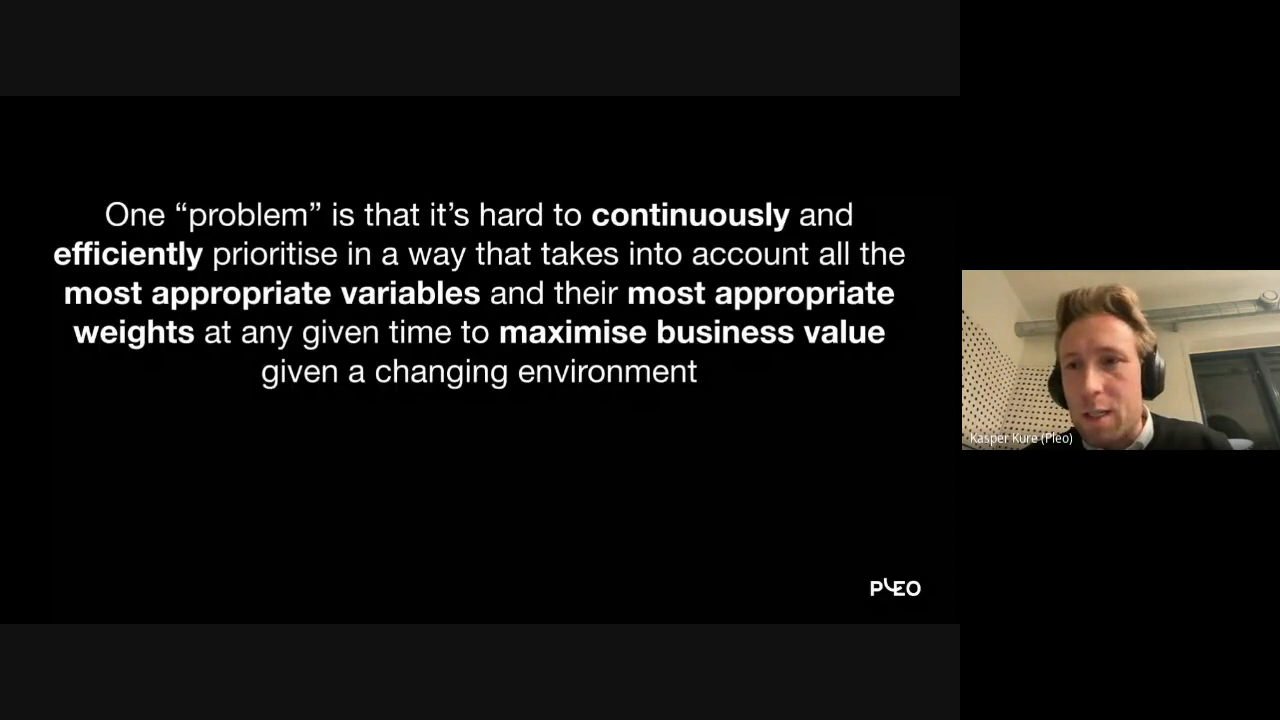 One “problem” is that it’s hard to continuously and
efficiently prioritise in a way that takes into account all the
most appropriate variables and their most appropriate
weights at any given time to maximise business value
given a changing environment
Kasper Kure (Pleo)
PLEO